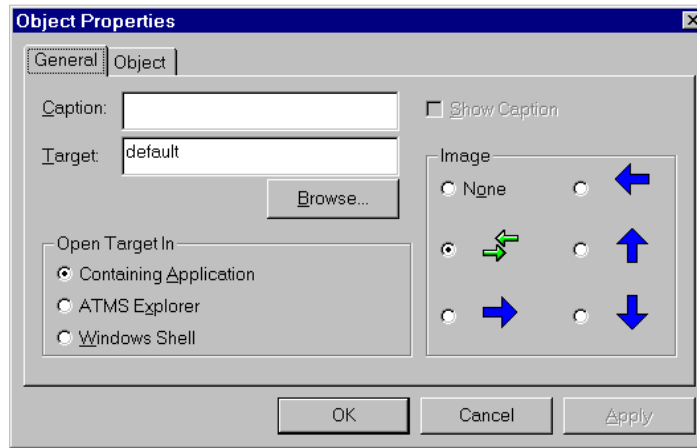 Object Properties
General Object
Caption:
Show Caption
Target: default
Image
None
Browse...
Open Target In
Containing Application
ATMS Explorer
Windows Shell
OK Cancel Apply